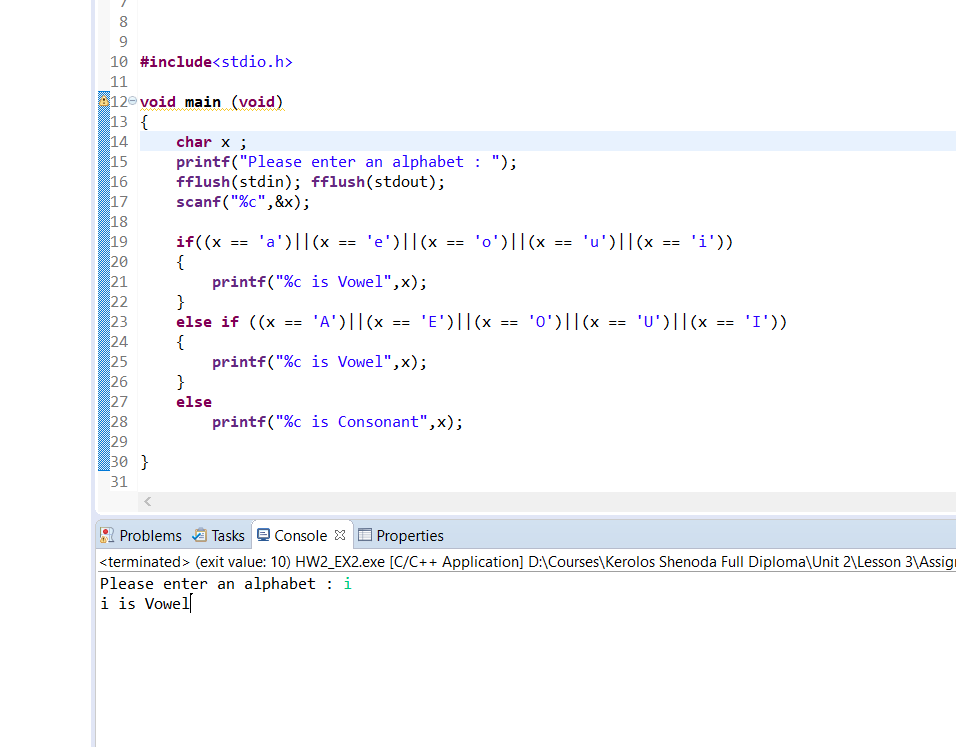 7
8
9
10 #include<stdio.h>
11
12 void main (void)
13 {
14 char x ;
15 printf("Please enter an alphabet : ");
16 fflush(stdin); fflush(stdout);
17 scanf("%c",&x);
18
19 if((x == 'a')||(x == 'e')||(x == 'o')||(x == 'u')||(x == 'i'))
20 {
21 printf("%c is Vowel",x);
22 }
23 else if ((x == 'A')||(x == 'E')||(x == 'O')||(x == 'U')||(x == 'I'))
24 {
25 printf("%c is Vowel",x);
26 }
27 else
28 printf("%c is Consonant",x);
29
30 }
31
Problems Tasks Console Properties
<terminated> (exit value: 10) HW2_EX2.exe [C/C++ Application] D:\Courses\Kerolos Shenoda Full Diploma\Unit 2\Lesson 3\Assig
Please enter an alphabet : i
i is Vowel